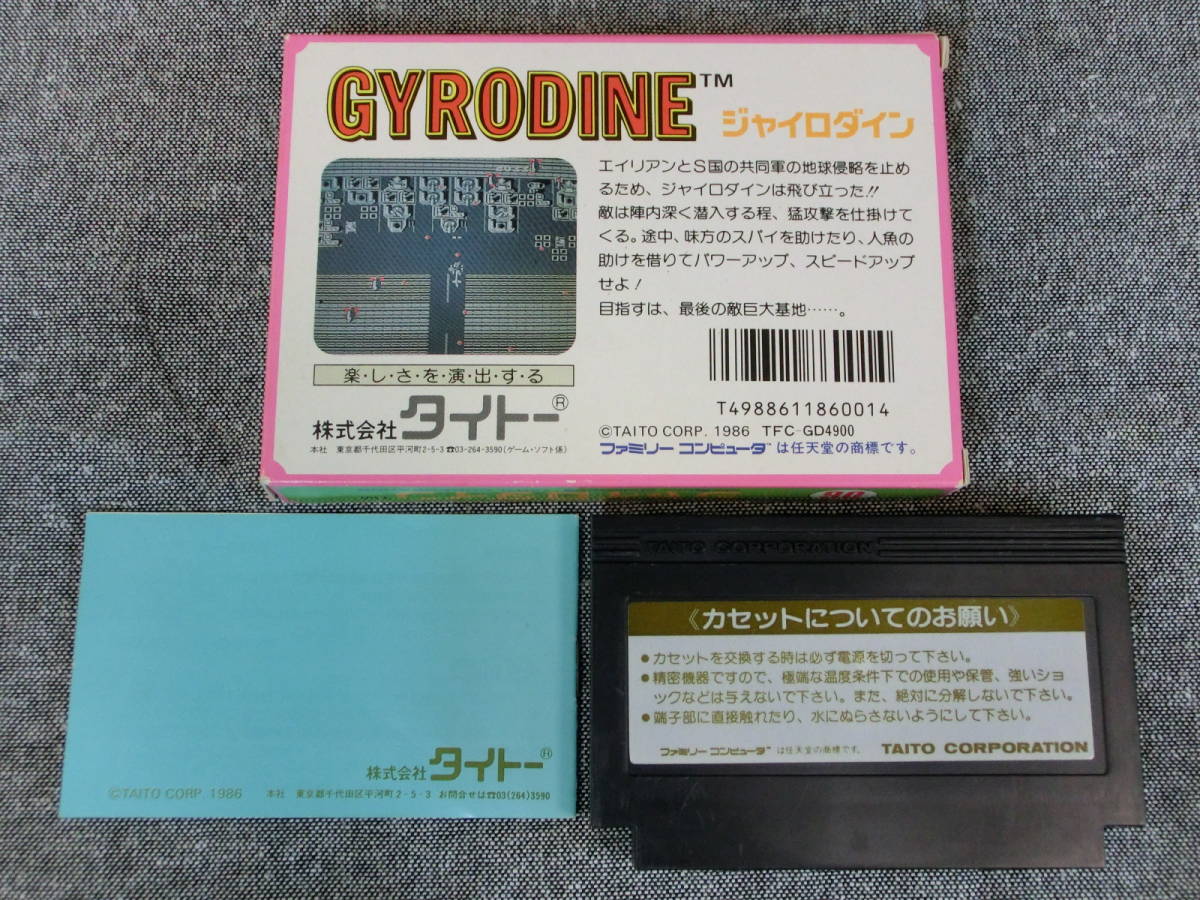 GYRODINE™
ジャイロダイン
エイリアンとS国の共同軍の地球侵略を止め
るため、ジャイロダインは飛び立った!!
敵は陣内深く潜入する程、猛攻撃を仕掛けて
くる。途中、味方のスパイを助けたり、人魚の
助けを借りてパワーアップ、スピードアップ
せよ!
目指すは、最後の敵巨大基地……。
楽・し・さ・を・演・出・す・る
株式会社タイトー®
本社 東京都千代田区平河町2-5-3 ☎03-264-3590(ゲーム・ソフト係)
T4988611860014
©TAITO CORP. 1986 TFC-GD4900
ファミリー コンピュータ™は任天堂の商標です。
株式会社タイトー®
©TAITO CORP. 1986 本社 東京都千代田区平河町2-5-3 お問合せは☎03(264)3590
TAITO CORPORATION
《カセットについてのお願い》
●カセットを交換する時は必ず電源を切って下さい。
●精密機器ですので、極端な温度条件下での使用や保管、強いショ
ックなどは与えないで下さい。また、絶対に分解しないで下さい。
●端子部に直接触れたり、水にぬらさないようにして下さい。
ファミリー コンピュータ™は任天堂の商標です。 TAITO CORPORATION